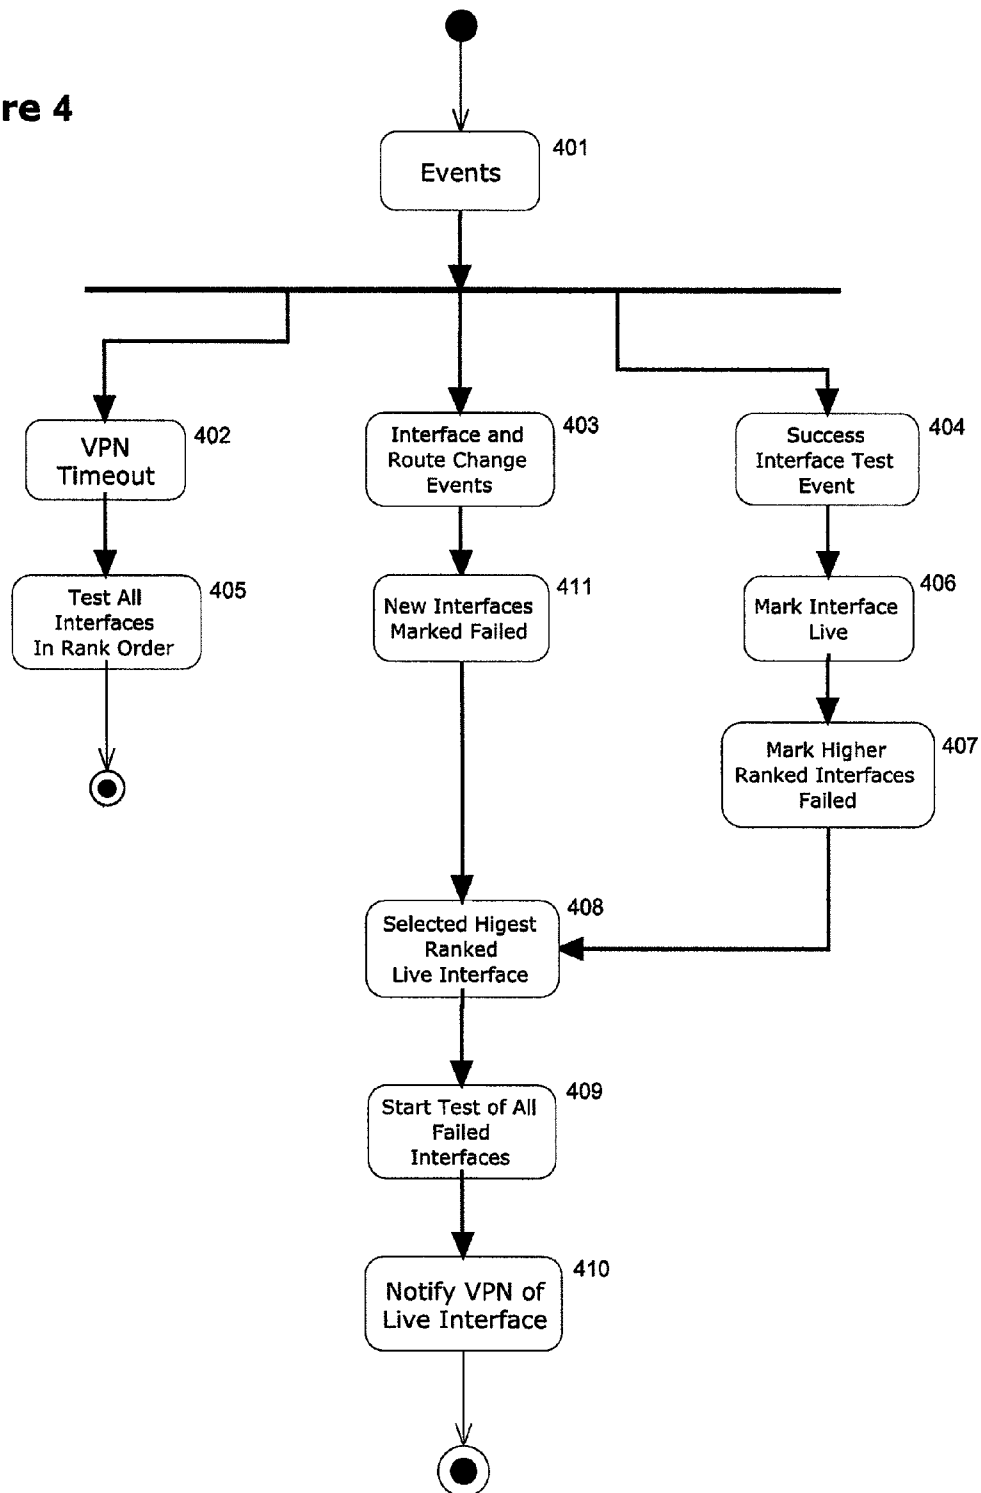 re 4
401
Events
402
VPN
Timeout
403
Interface and
Route Change
Events
404
Success
Interface Test
Event
405
Test All
Interfaces
In Rank Order
411
New Interfaces
Marked Failed
406
Mark Interface
Live
407
Mark Higher
Ranked Interfaces
Failed
408
Selected Higest
Ranked
Live Interface
409
Start Test of All
Failed
Interfaces
410
Notify VPN of
Live Interface